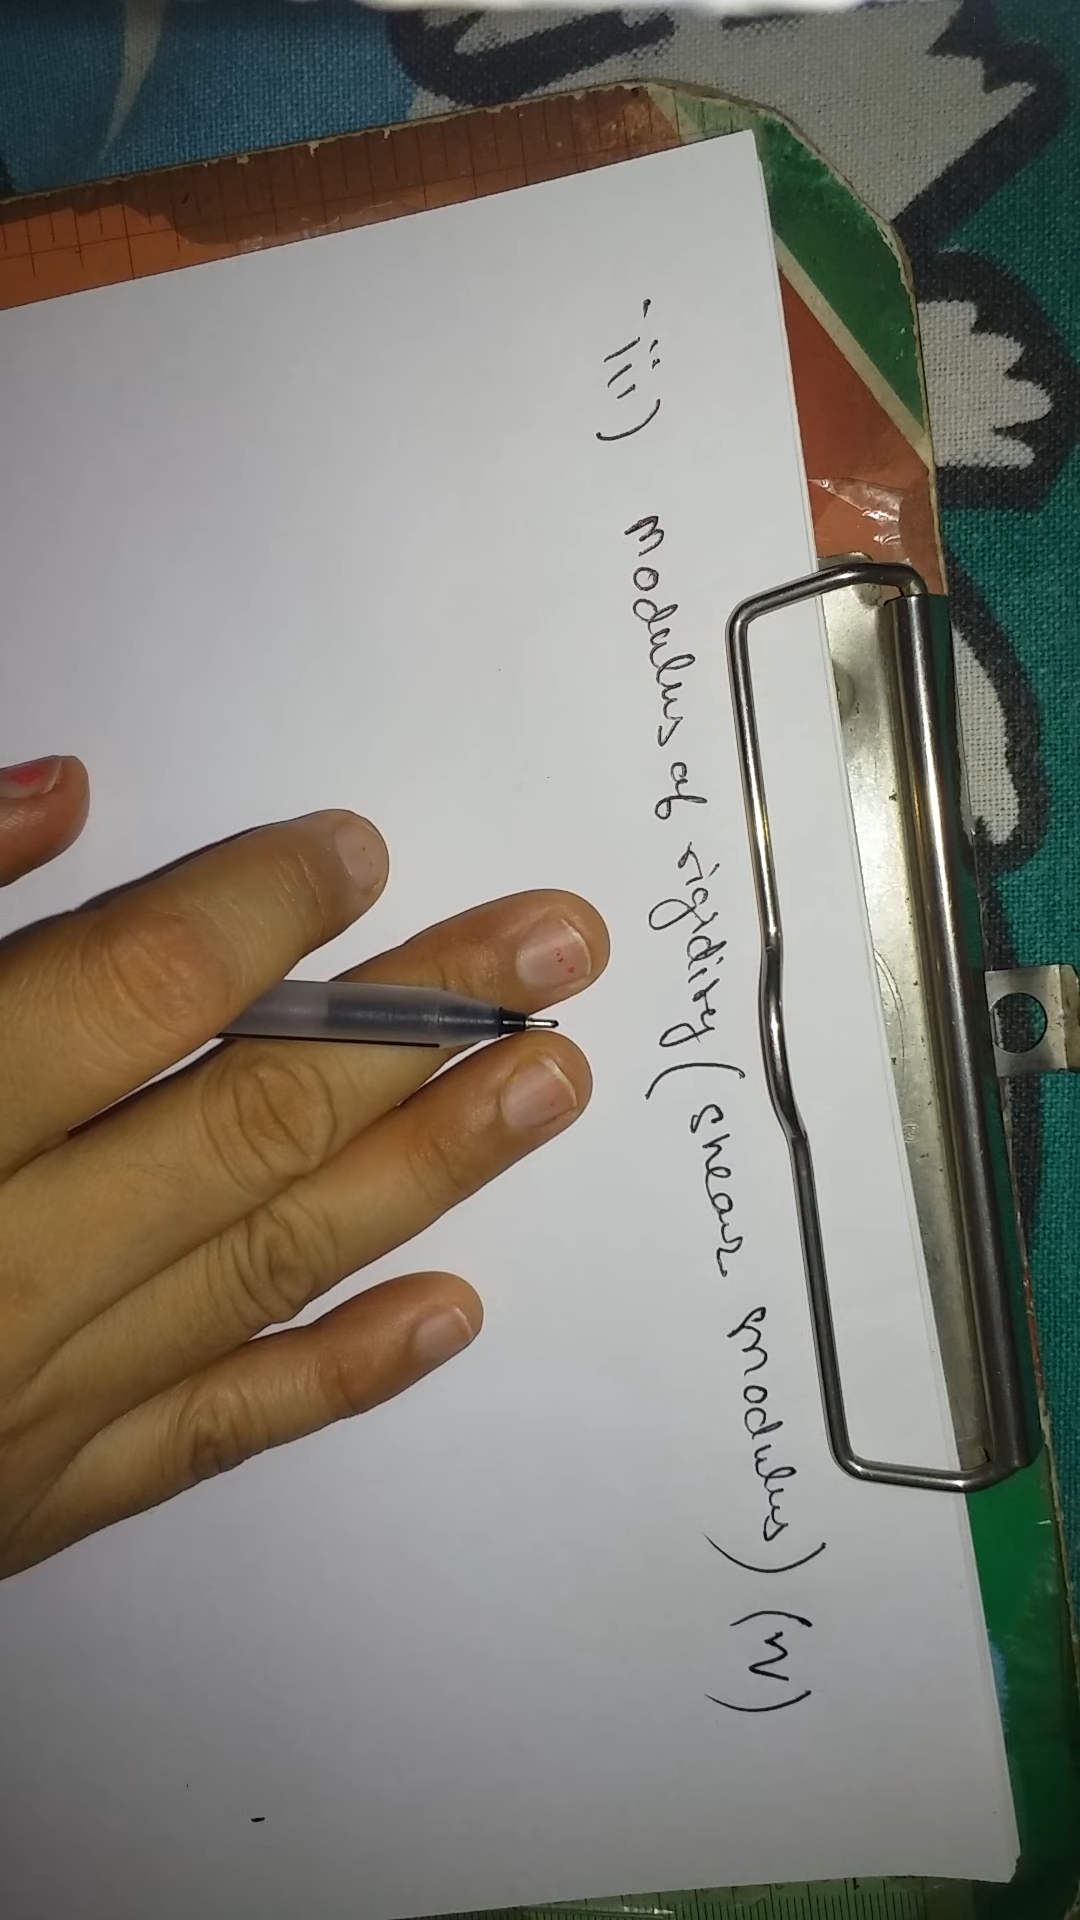 iii) modulus of rigidity (shear modulus) (η)